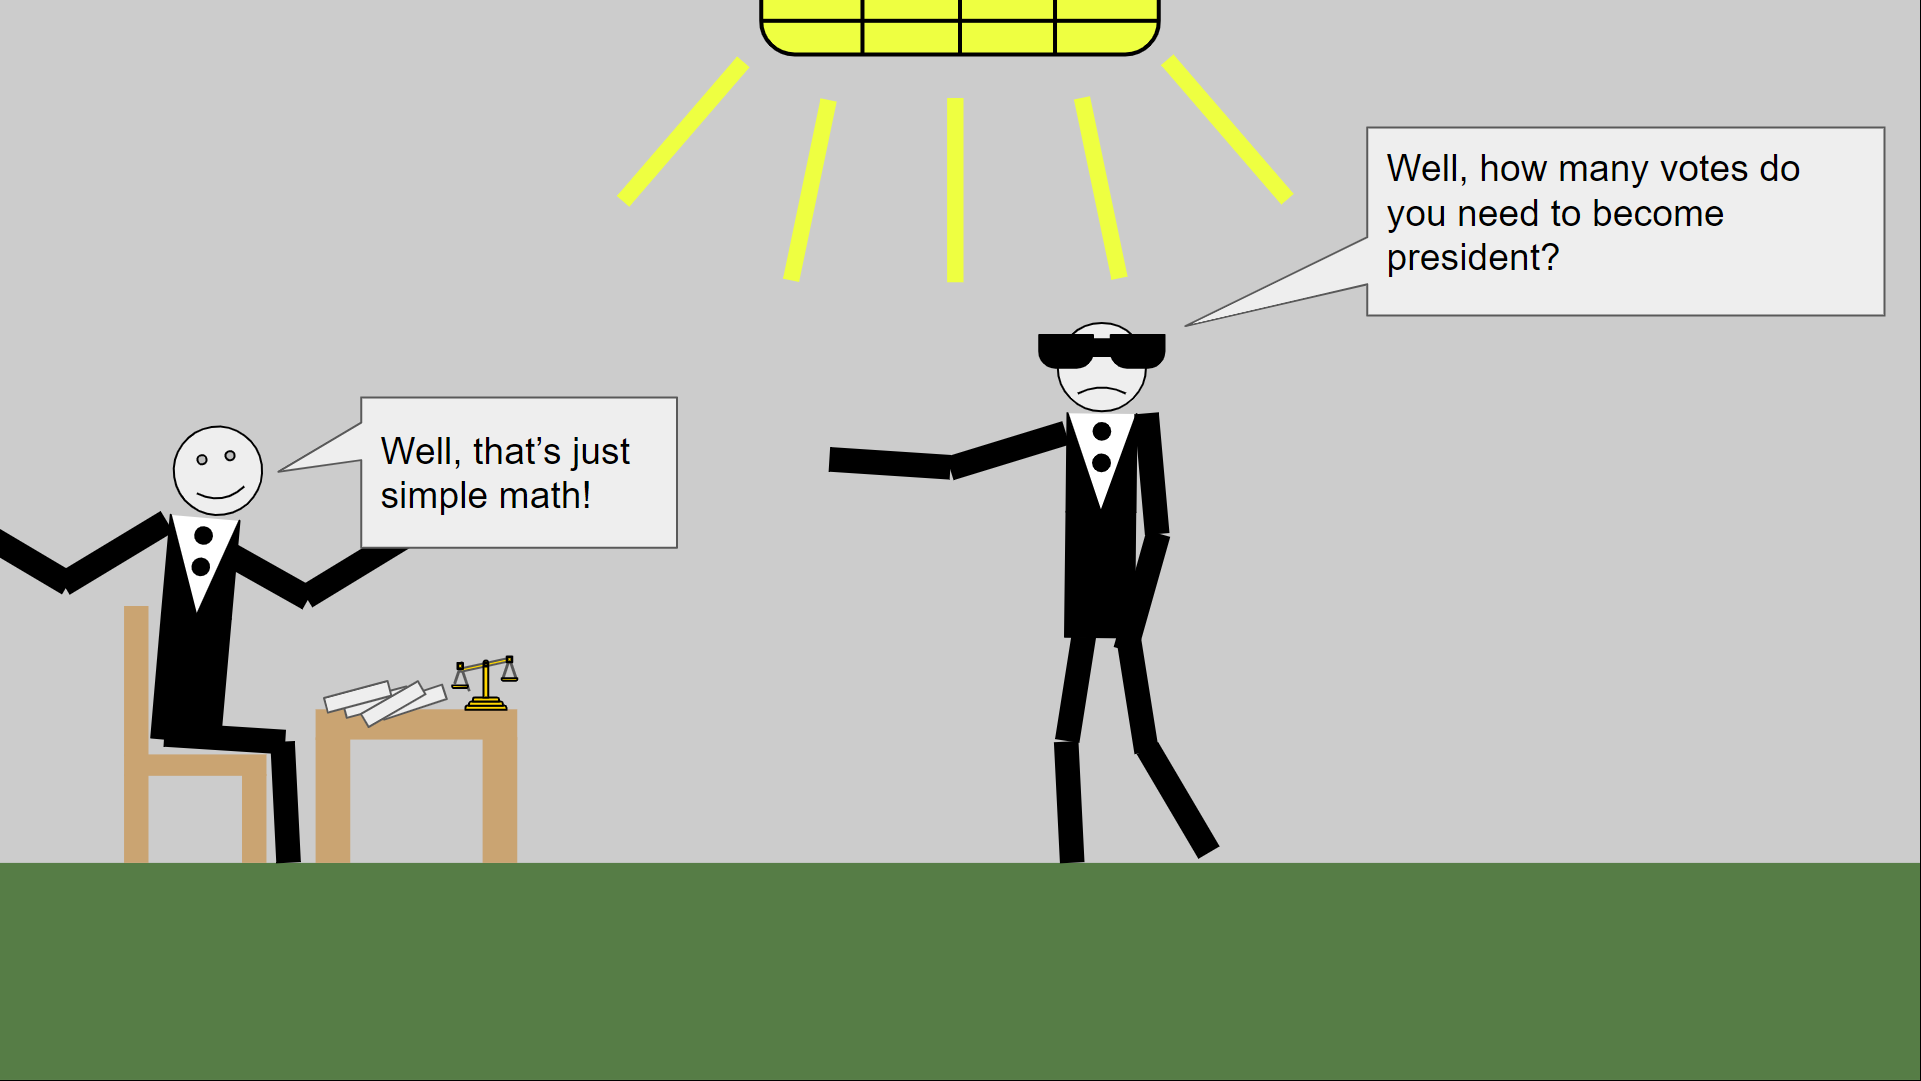 Well, how many votes do
you need to become
president?
Well, that’s just
simple math!